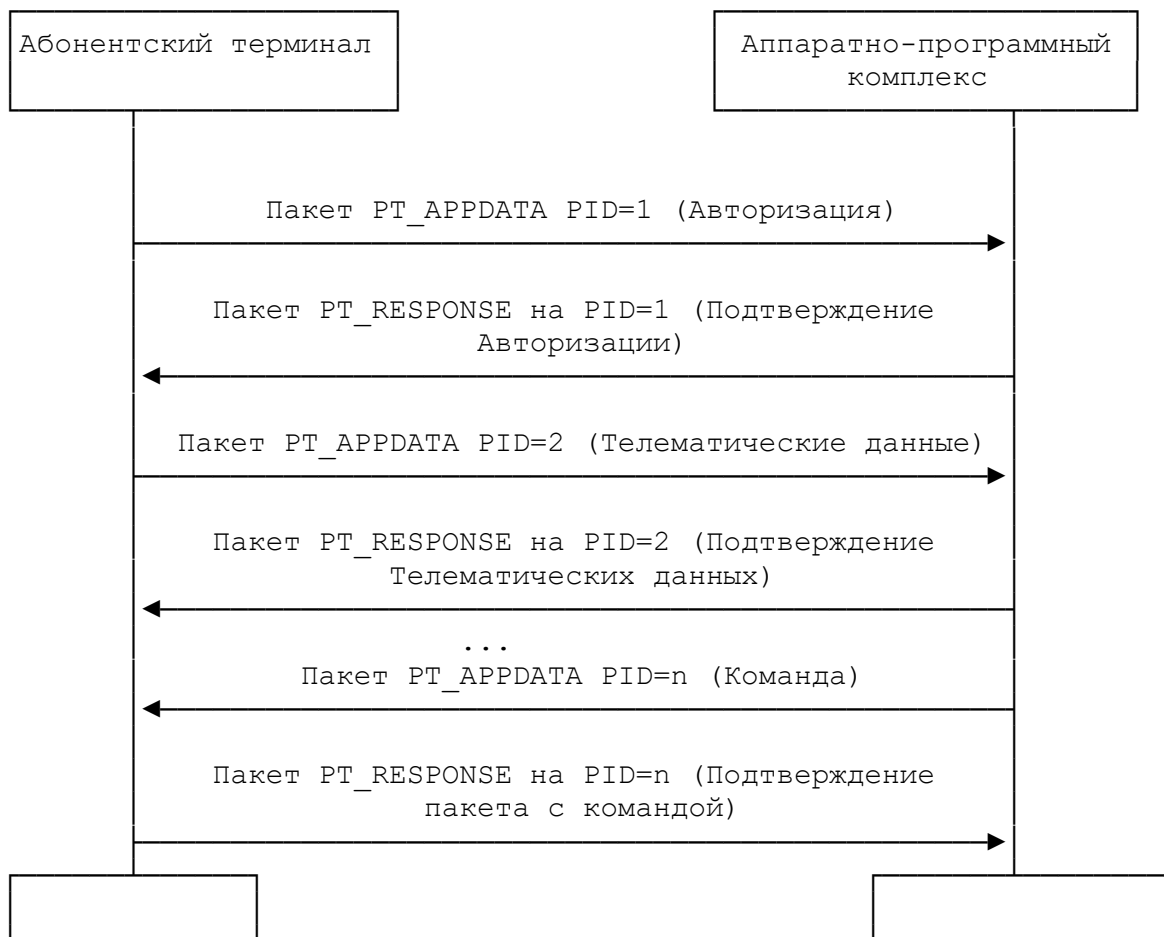 Абонентский терминал
Аппаратно-программный
комплекс
Пакет PT_APPDATA PID=1 (Авторизация)
Пакет PT_RESPONSE на PID=1 (Подтверждение
Авторизации)
Пакет PT_APPDATA PID=2 (Телематические данные)
Пакет PT_RESPONSE на PID=2 (Подтверждение
Телематических данных)
...
Пакет PT_APPDATA PID=n (Команда)
Пакет PT_RESPONSE на PID=n (Подтверждение
пакета с командой)